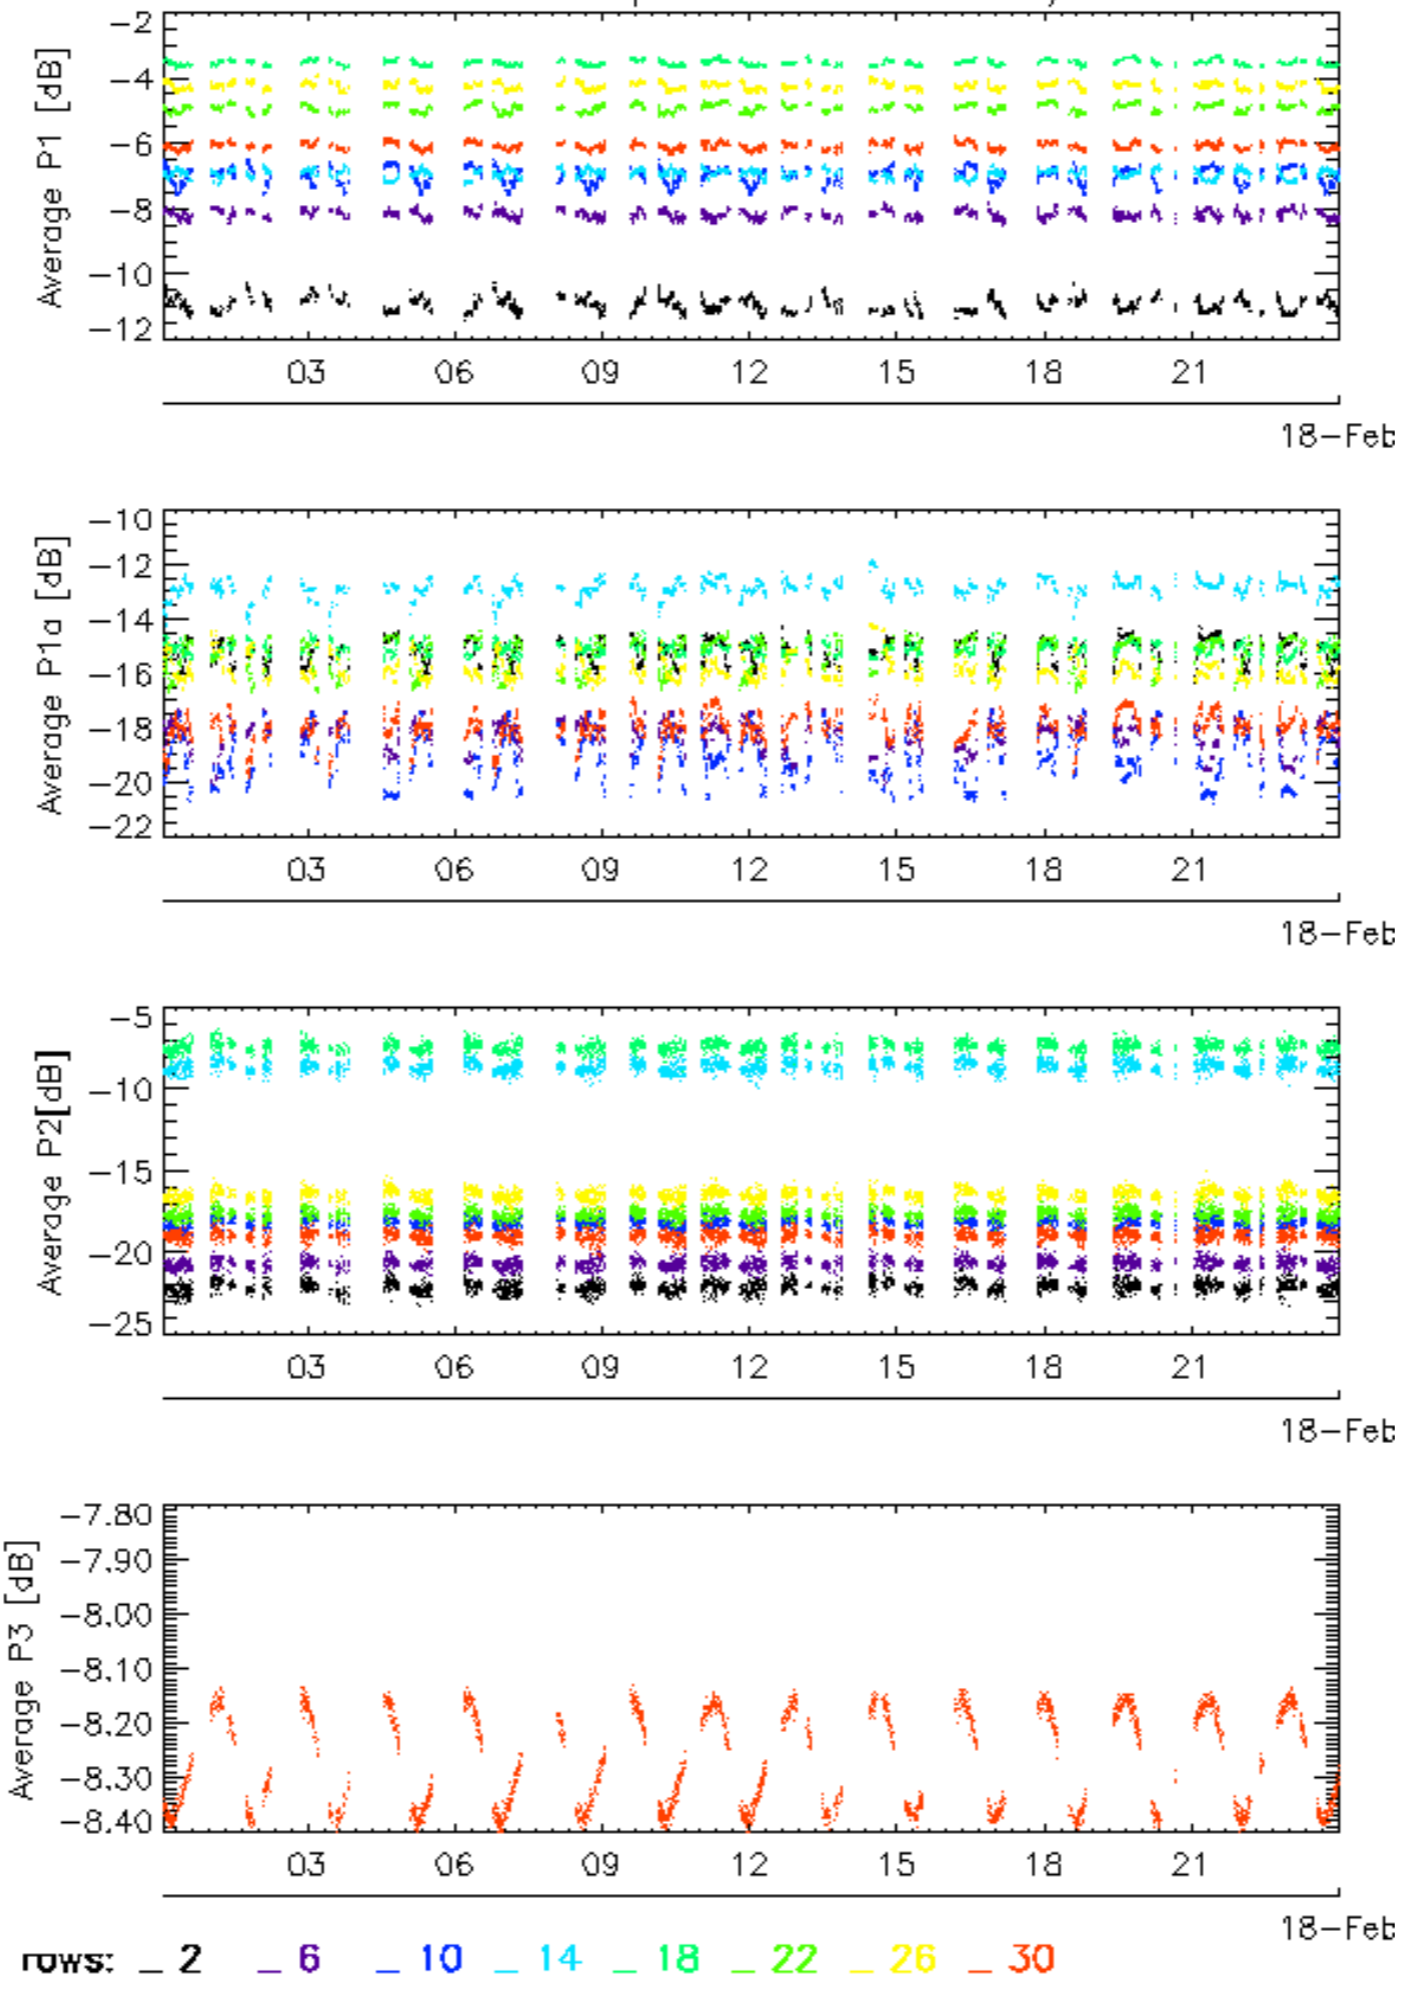 Average P1 [dB]
-2
-4
-6
-8
-10
-12
03 06 09 12 15 18 21
18-Feb
Average P1a [dB]
-10
-12
-14
-16
-18
-20
-22
03 06 09 12 15 18 21
18-Feb
Average P2[dB]
-5
-10
-15
-20
-25
03 06 09 12 15 18 21
18-Feb
Average P3 [dB]
-7.80
-7.90
-8.00
-8.10
-8.20
-8.30
-8.40
03 06 09 12 15 18 21
18-Feb
rows: _ 2 _ 6 _ 10 _ 14 _ 18 _ 22 _ 26 _ 30